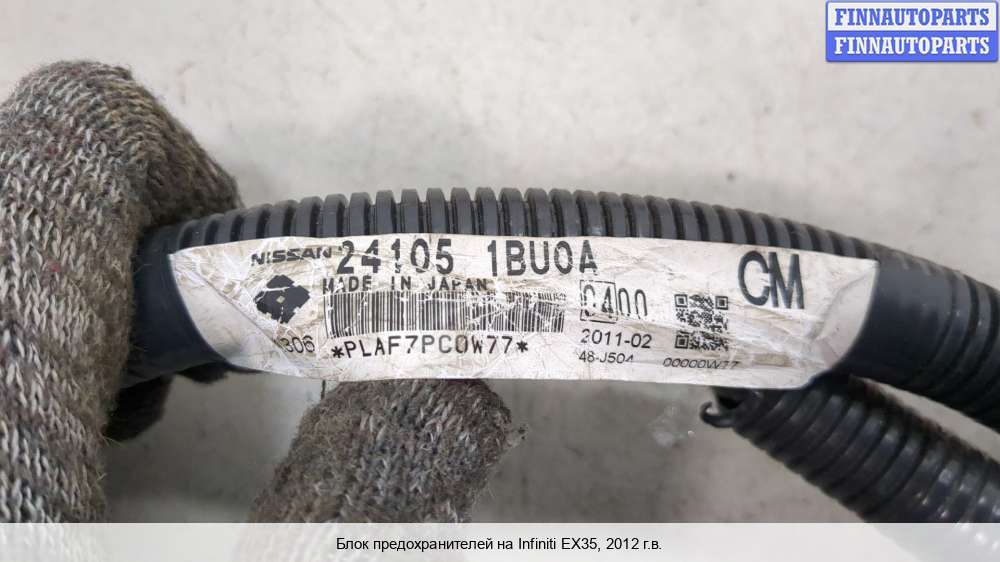 FINNAUTOPARTS
FINNAUTOPARTS
NISSAN 24105 1BU0A CM
MADE IN JAPAN
0400
*PLAF7PC0W77*
2011-02
48-J504 00000W77
Блок предохранителей на Infiniti EX35, 2012 г.в.